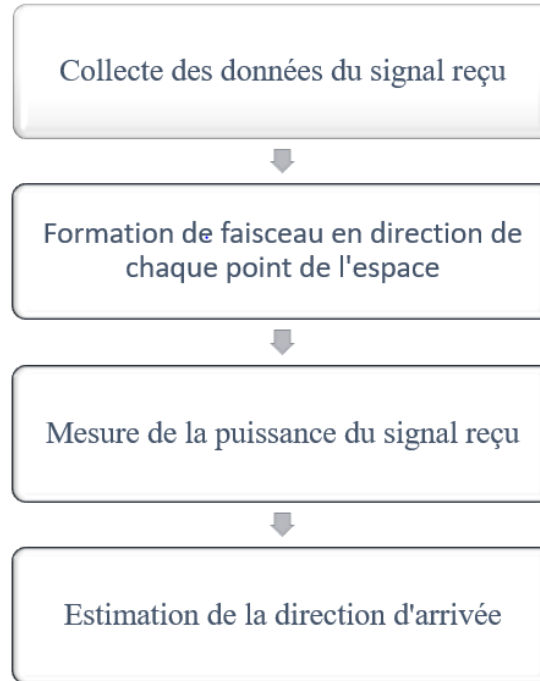 Collecte des données du signal reçu
Formation de faisceau en direction de
chaque point de l'espace
Mesure de la puissance du signal reçu
Estimation de la direction d'arrivée